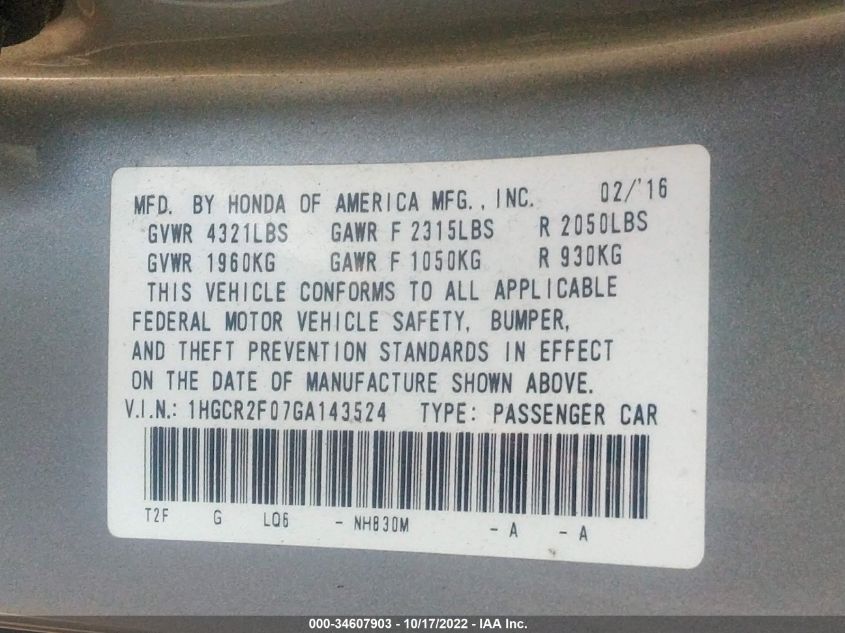 MFD. BY HONDA OF AMERICA MFG., INC. 02/'16
GVWR 4321LBS GAWR F 2315LBS R 2050LBS
GVWR 1960KG GAWR F 1050KG R 930KG
THIS VEHICLE CONFORMS TO ALL APPLICABLE
FEDERAL MOTOR VEHICLE SAFETY, BUMPER,
AND THEFT PREVENTION STANDARDS IN EFFECT
ON THE DATE OF MANUFACTURE SHOWN ABOVE.
V.I.N.: 1HGCR2F07GA143524 TYPE: PASSENGER CAR
T2F G LQ6 - NH830M - A - A
000-34607903 - 10/17/2022 - IAA Inc.